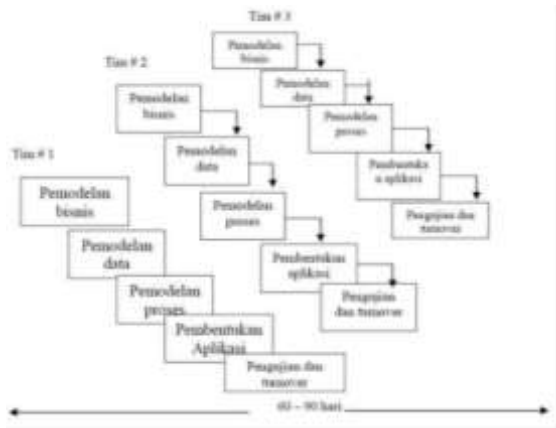 Tim # 3
Pemodelan
bisnis
Pemodelan
data
Pemodelan
proses
Pembentuka
n aplikasi
Pengujian dan
turnover
Tim # 2
Pemodelan
bisnis
Pemodelan
data
Pemodelan
proses
Pembentukan
aplikasi
Pengujian
dan turnover
Tim # 1
Pemodelan
bisnis
Pemodelan
data
Pemodelan
proses
Pembentukan
Aplikasi
Pengujian dan
turnover
60 – 90 hari